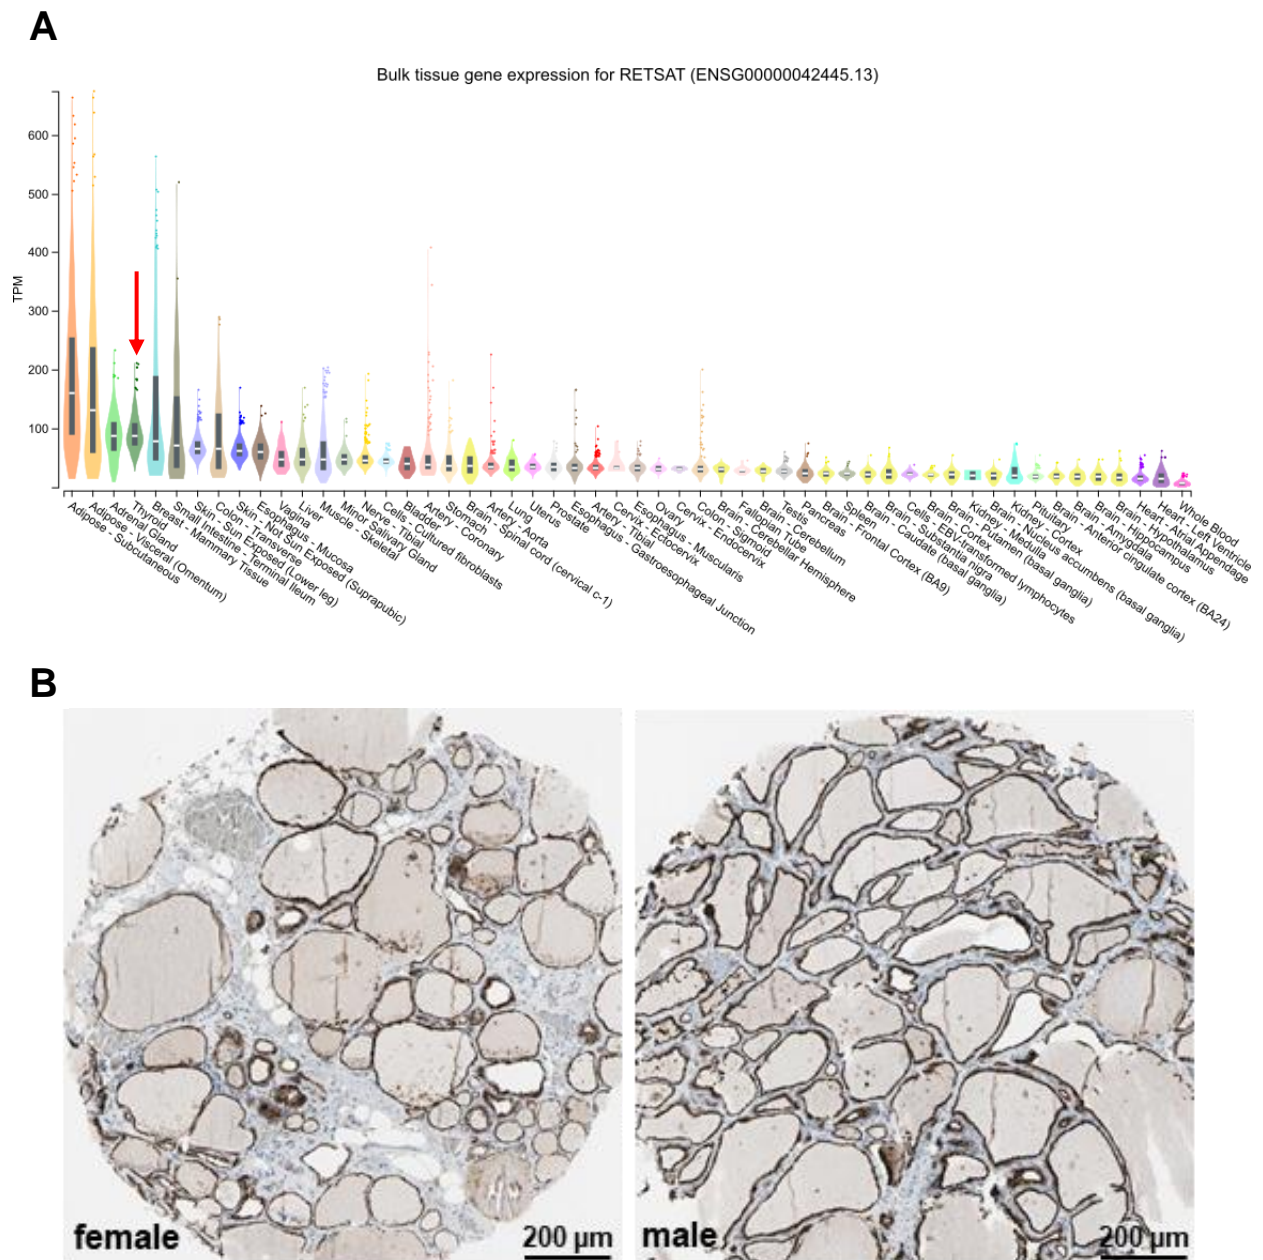 A
Bulk tissue gene expression for RETSAT (ENSG00000042445.13)
TPM
600
500
400
300
200
100
Adipose - Subcutaneous
Adipose - Visceral (Omentum)
Adrenal Gland
Thyroid Gland
Breast - Mammary Tissue
Small Intestine - Terminal Ileum
Skin - Sun Exposed (Lower leg)
Colon - Transverse
Skin - Not Sun Exposed (Suprapubic)
Esophagus - Mucosa
Vagina
Liver
Muscle - Skeletal
Minor Salivary Gland
Nerve - Tibial
Cells - Cultured fibroblasts
Bladder
Artery - Coronary
Stomach
Brain - Spinal cord (cervical c-1)
Artery - Aorta
Lung
Uterus
Prostate
Esophagus - Gastroesophageal Junction
Artery - Tibial
Cervix - Ectocervix
Esophagus - Muscularis
Ovary
Cervix - Endocervix
Colon - Sigmoid
Brain - Cerebellar Hemisphere
Fallopian Tube
Brain - Cerebellum
Testis
Pancreas
Brain - Frontal Cortex (BA9)
Spleen
Brain - Caudate (basal ganglia)
Brain - Substantia nigra
Cells - EBV-transformed lymphocytes
Brain - Cortex
Brain - Putamen (basal ganglia)
Kidney - Medulla
Brain - Nucleus accumbens (basal ganglia)
Kidney - Cortex
Pituitary
Brain - Anterior cingulate cortex (BA24)
Brain - Amygdala
Brain - Hippocampus
Brain - Hypothalamus
Heart - Atrial Appendage
Heart - Left Ventricle
Whole Blood
B
female
200 µm
male
200 µm